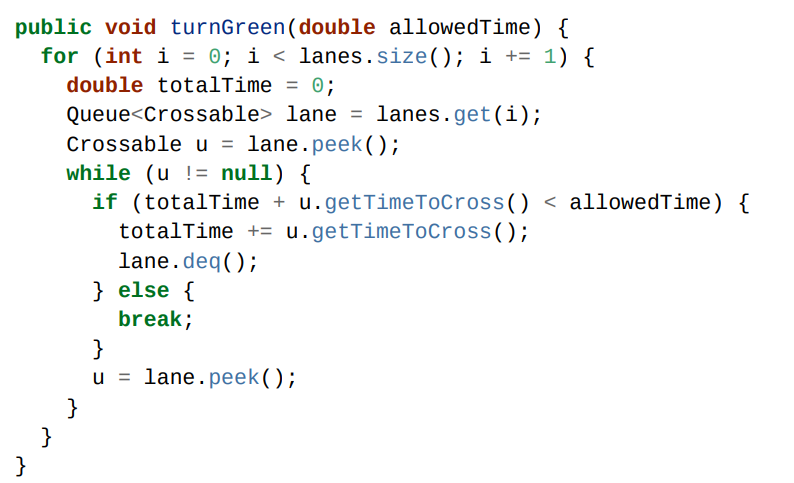 public void turnGreen(double allowedTime) {
  for (int i = 0; i < lanes.size(); i += 1) {
    double totalTime = 0;
    Queue<Crossable> lane = lanes.get(i);
    Crossable u = lane.peek();
    while (u != null) {
      if (totalTime + u.getTimeToCross() < allowedTime) {
        totalTime += u.getTimeToCross();
        lane.deq();
      } else {
        break;
      }
      u = lane.peek();
    }
  }
}